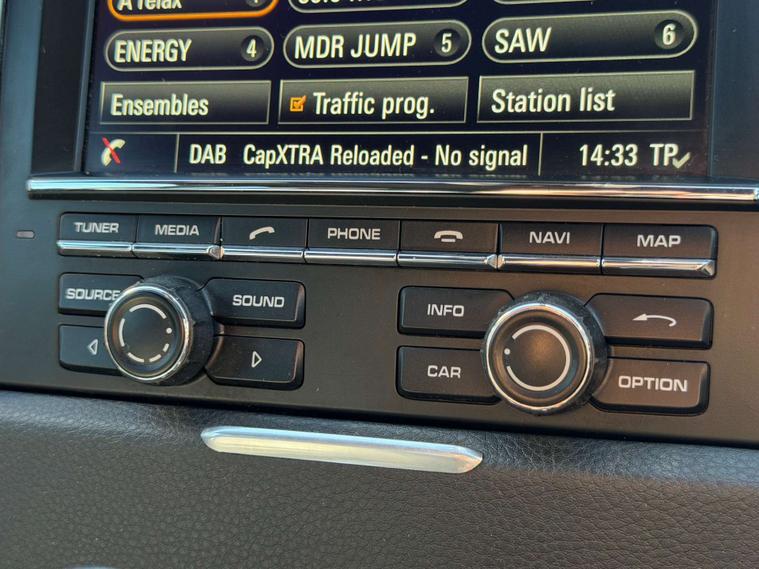 A relax
ENERGY 4 MDR JUMP 5 SAW 6
Ensembles Traffic prog. Station list
DAB CapXTRA Reloaded - No signal 14:33 TP
TUNER MEDIA PHONE NAVI MAP
SOURCE SOUND INFO
CAR OPTION